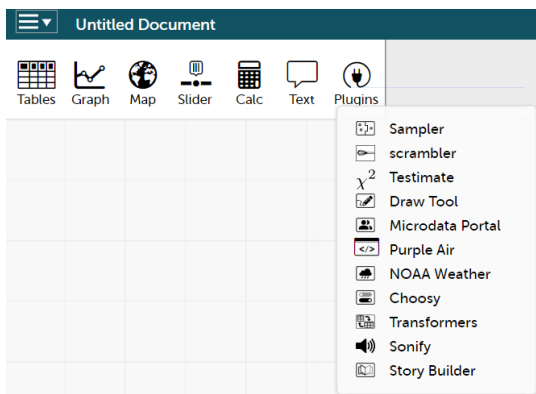 Untitled Document
Tables Graph Map Slider Calc Text Plugins
Sampler
scrambler
χ² Testimate
Draw Tool
Microdata Portal
</> Purple Air
NOAA Weather
Choosy
Transformers
Sonify
Story Builder